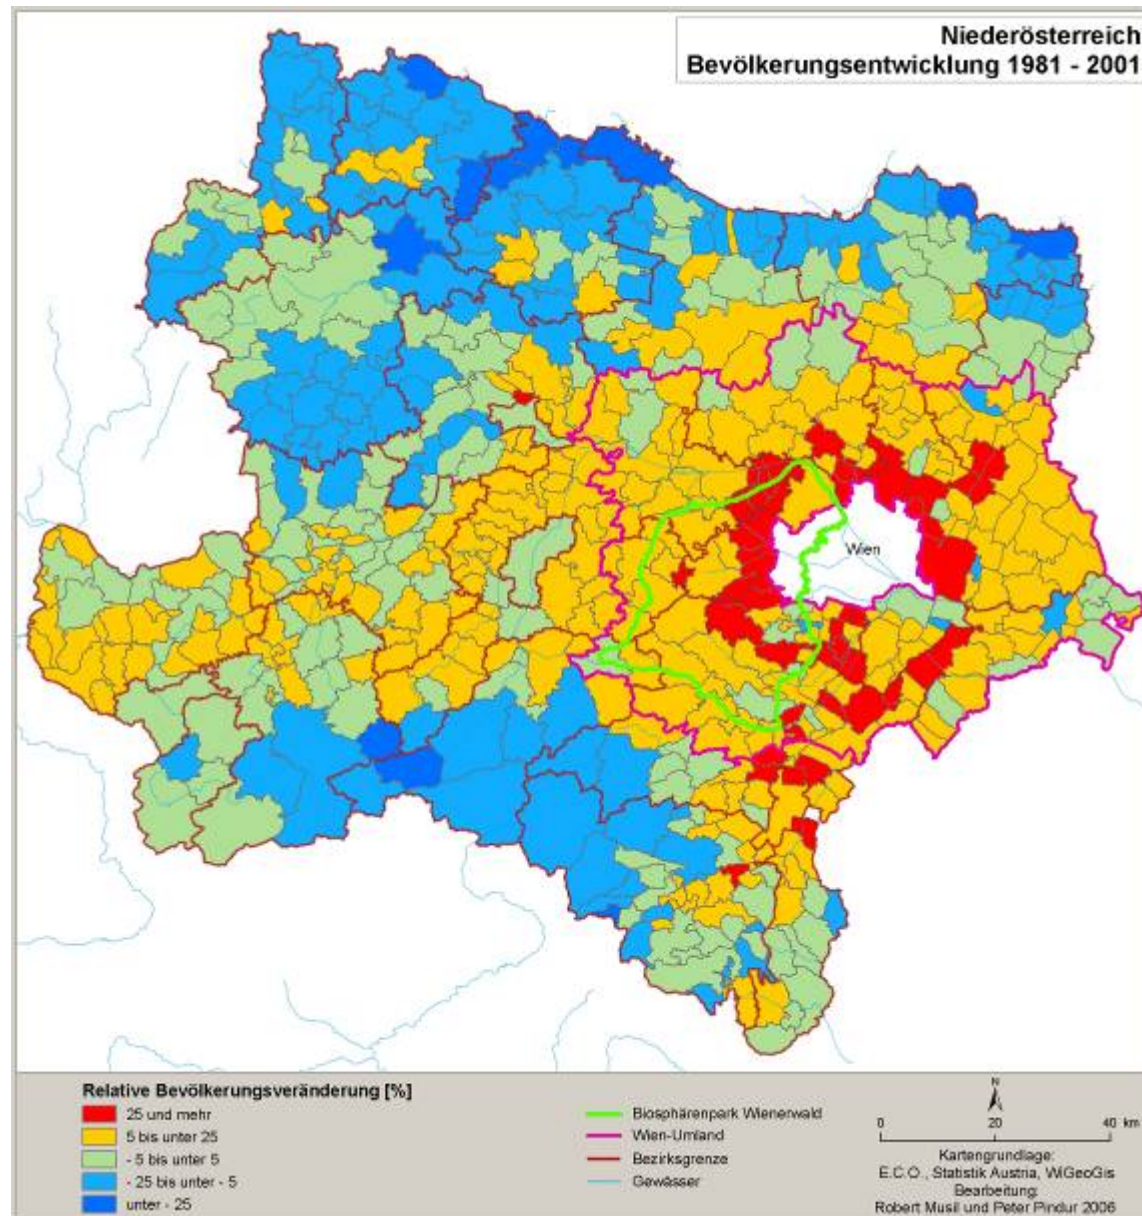 Niederösterreich
Bevölkerungsentwicklung 1981 - 2001
Wien
Relative Bevölkerungsveränderung [%]
25 und mehr
5 bis unter 25
- 5 bis unter 5
- 25 bis unter - 5
unter - 25
Biosphärenpark Wienerwald
Wien-Umland
Bezirksgrenze
Gewässer
N
0 20 40 km
Kartengrundlage:
E.C.O., Statistik Austria, WiGeoGis
Bearbeitung:
Robert Musil und Peter Pindur 2006